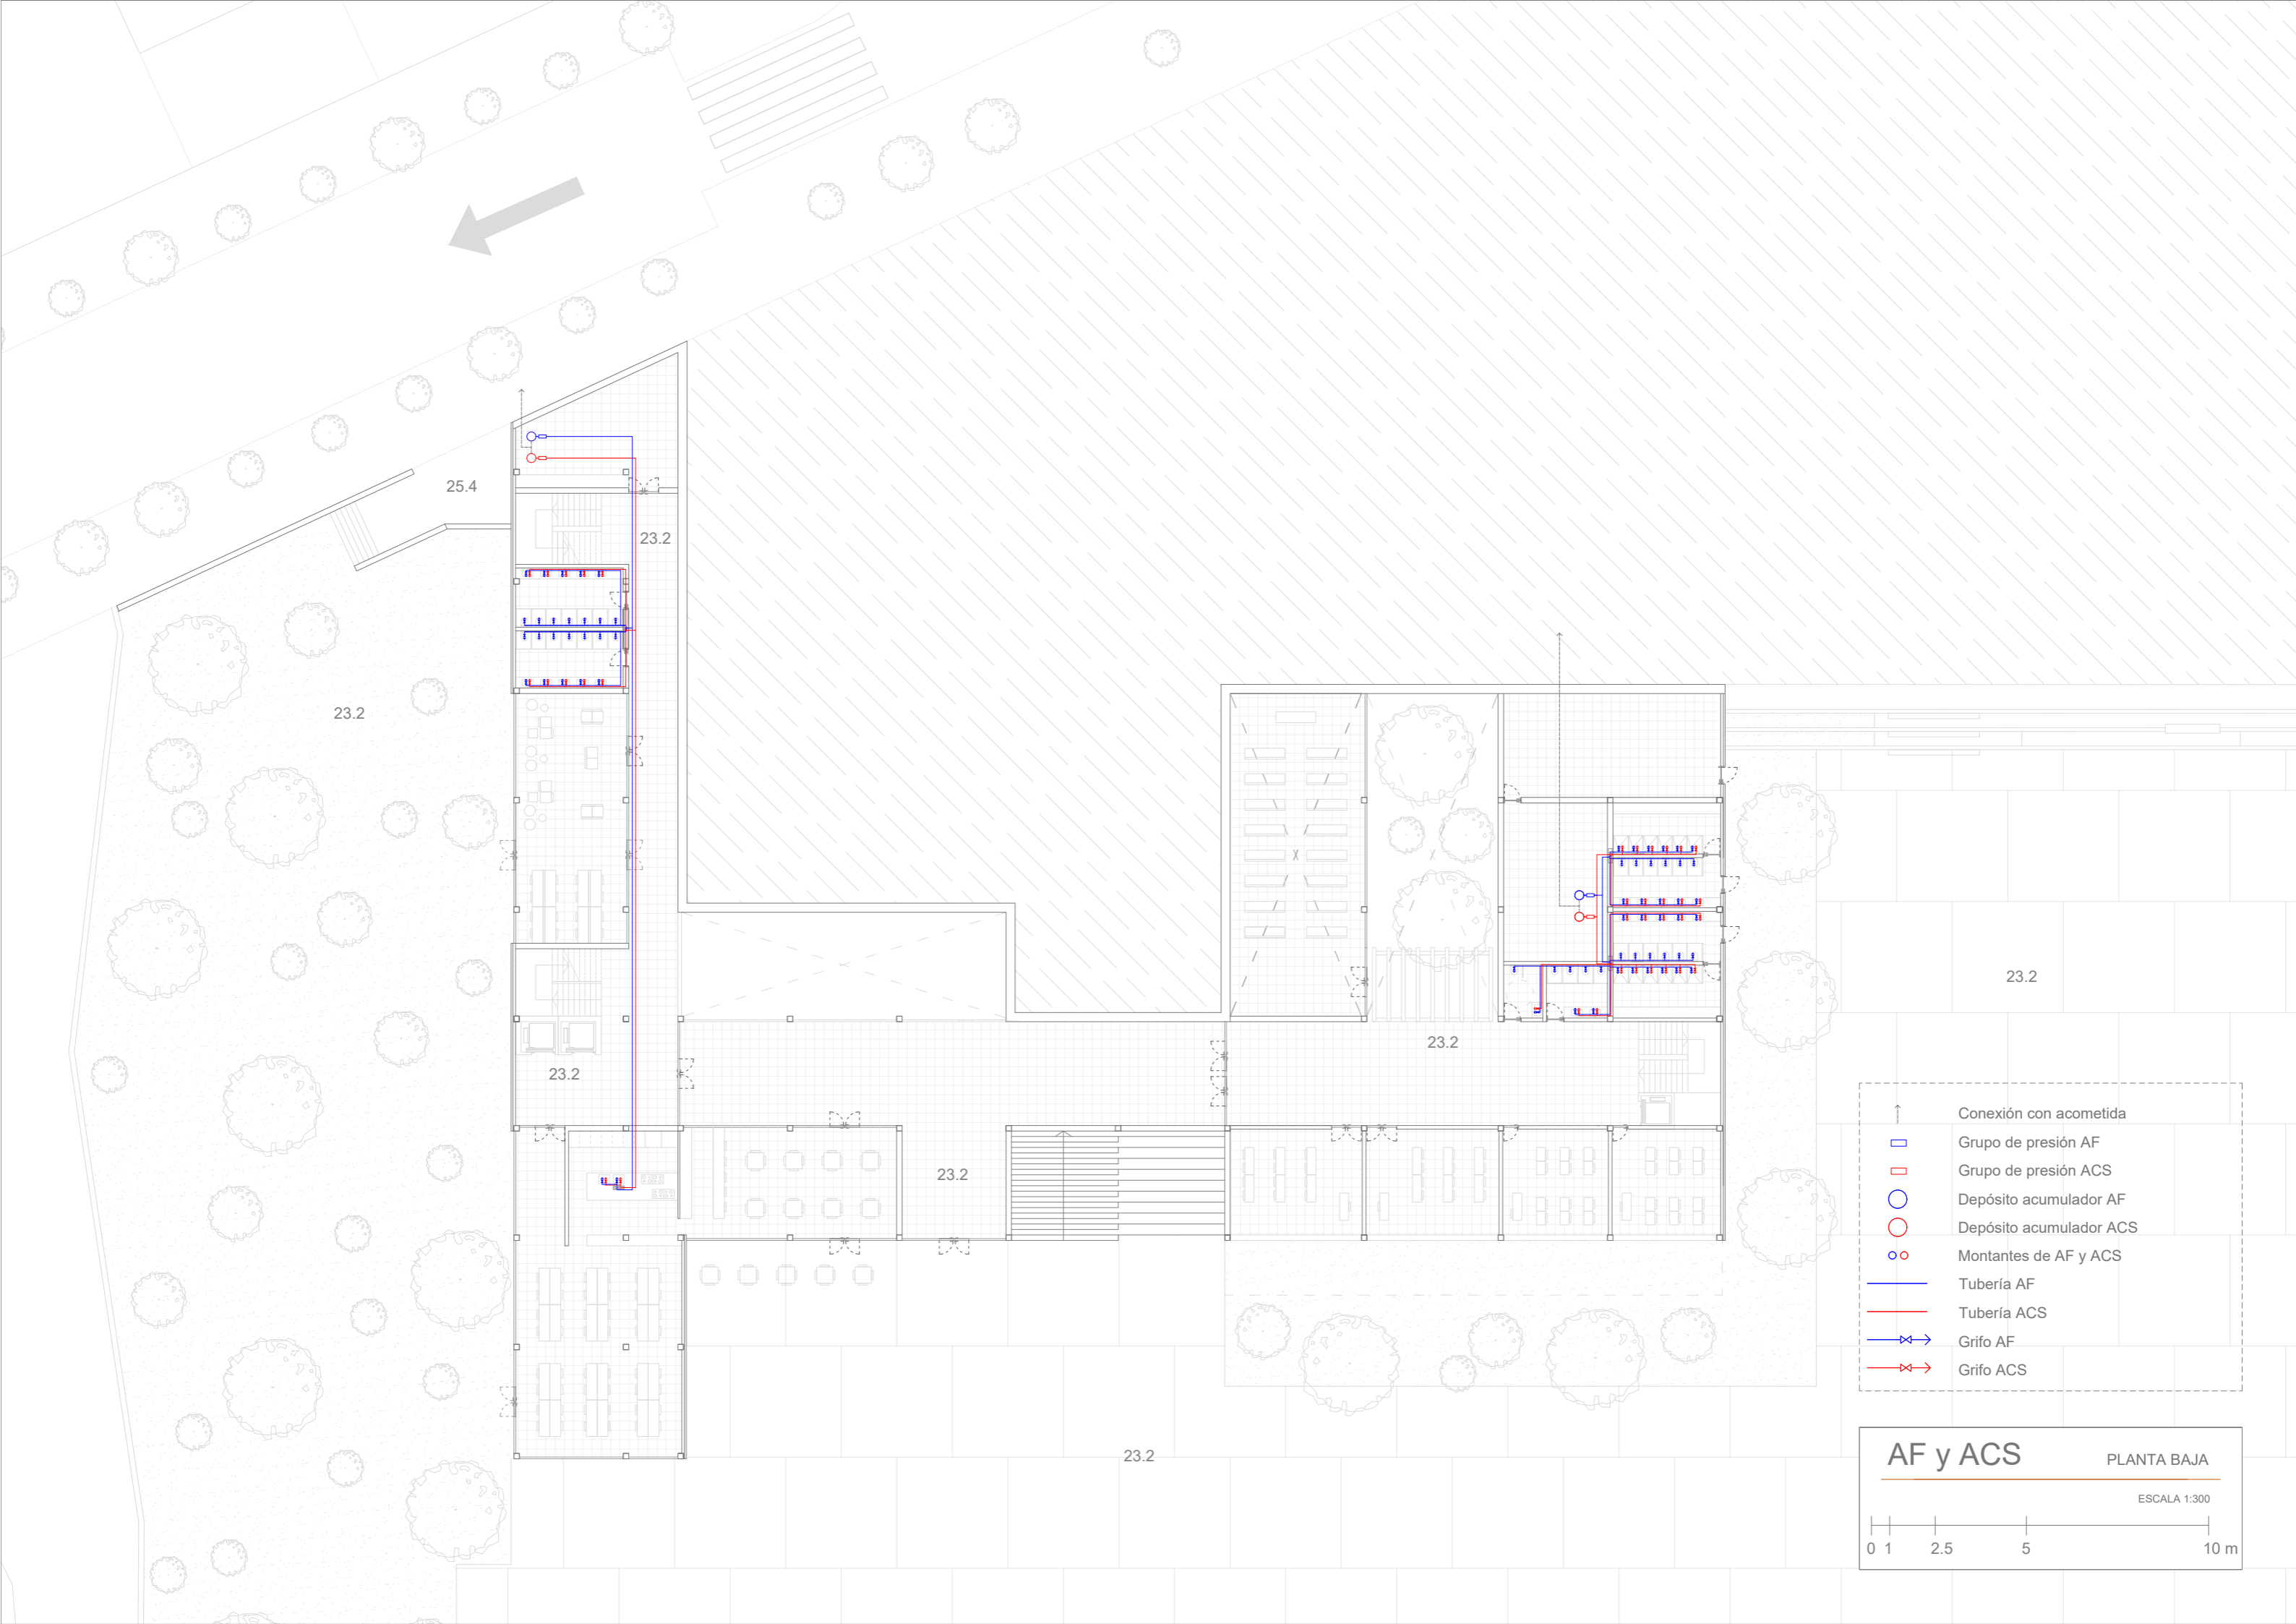 25.4
23.2
23.2
23.2
23.2
23.2
23.2
23.2
Conexión con acometida
Grupo de presión AF
Grupo de presión ACS
Depósito acumulador AF
Depósito acumulador ACS
Montantes de AF y ACS
Tubería AF
Tubería ACS
Grifo AF
Grifo ACS
AF y ACS PLANTA BAJA
ESCALA 1:300
0 1 2.5 5 10 m